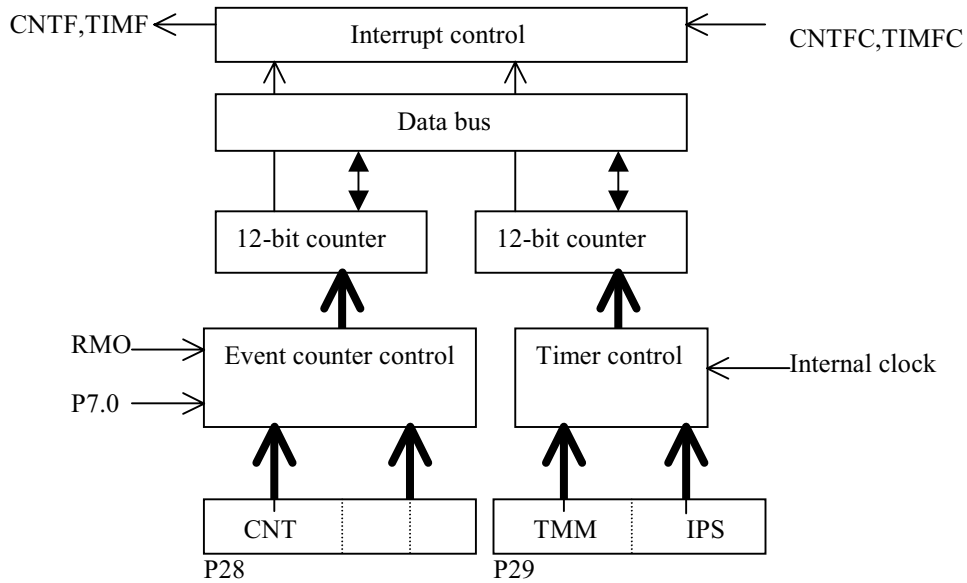 CNTF,TIMF
Interrupt control
CNTFC,TIMFC
Data bus
12-bit counter
12-bit counter
RMO
Event counter control
Timer control
Internal clock
P7.0
CNT
TMM
IPS
P28
P29